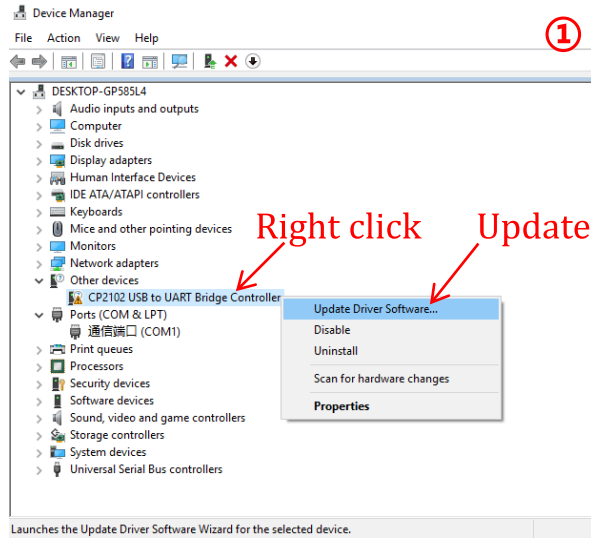 Device Manager
File Action View Help
①
DESKTOP-GP585L4
Audio inputs and outputs
Computer
Disk drives
Display adapters
Human Interface Devices
IDE ATA/ATAPI controllers
Keyboards
Mice and other pointing devices
Right click
Update
Monitors
Network adapters
Other devices
CP2102 USB to UART Bridge Controller
Update Driver Software...
Ports (COM & LPT)
通信端口 (COM1)
Disable
Print queues
Uninstall
Processors
Security devices
Scan for hardware changes
Software devices
Properties
Sound, video and game controllers
Storage controllers
System devices
Universal Serial Bus controllers
Launches the Update Driver Software Wizard for the selected device.